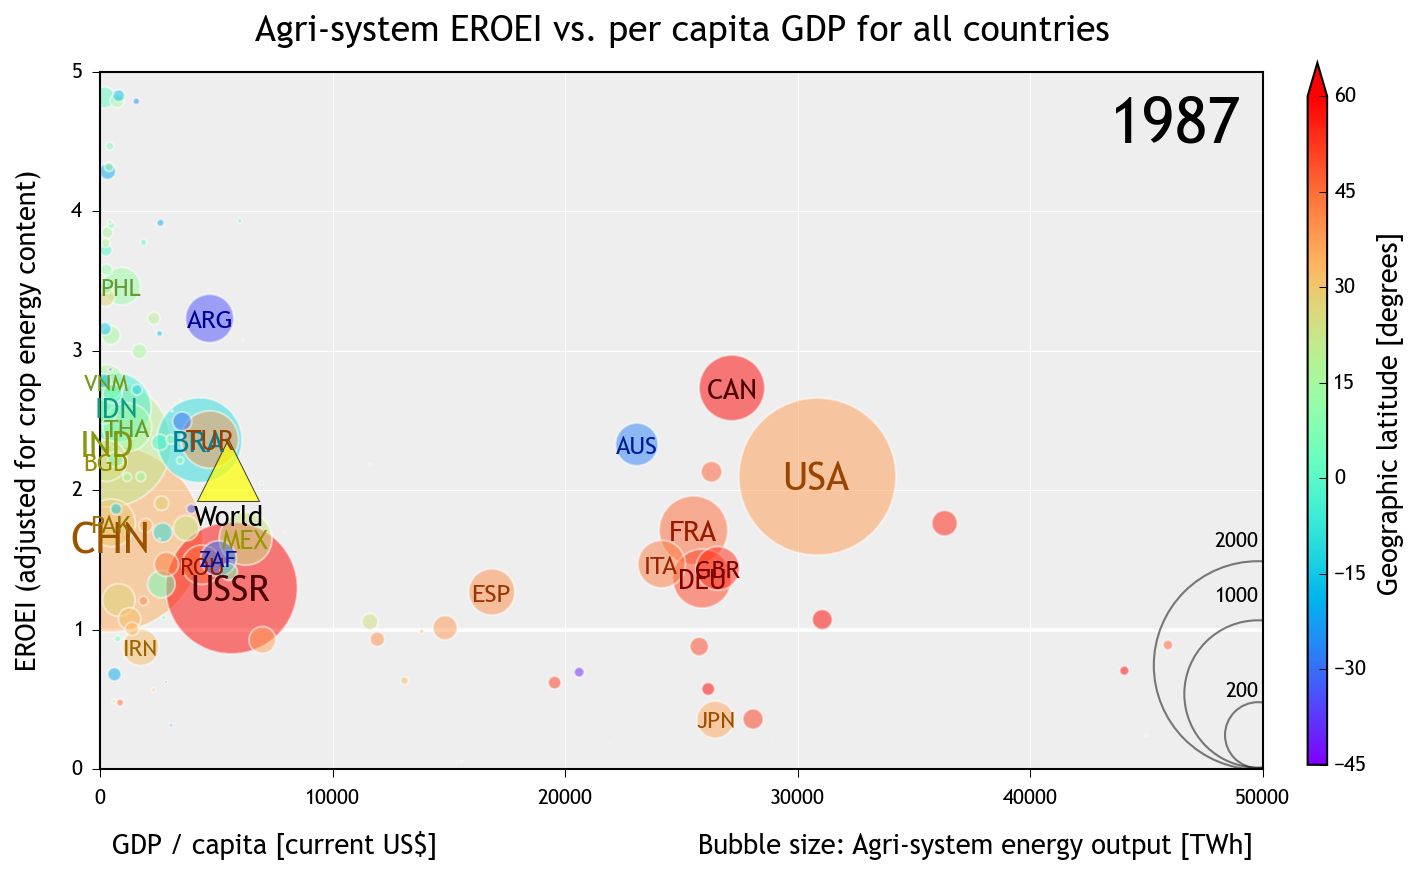 Agri-system EROEI vs. per capita GDP for all countries
1987
EROEI (adjusted for crop energy content)
5
4
3
2
1
0
PHL
ARG
VNM
IDN
THA
IND
BGD
BRA
TUR
CAN
AUS
USA
World
PAK
CHN
MEX
ROU
ZAF
USSR
FRA
ITA
DEU
GBR
ESP
IRN
JPN
2000
1000
200
0
10000
20000
30000
40000
50000
GDP / capita [current US$]
Bubble size: Agri-system energy output [TWh]
60
45
30
15
0
−15
−30
−45
Geographic latitude [degrees]